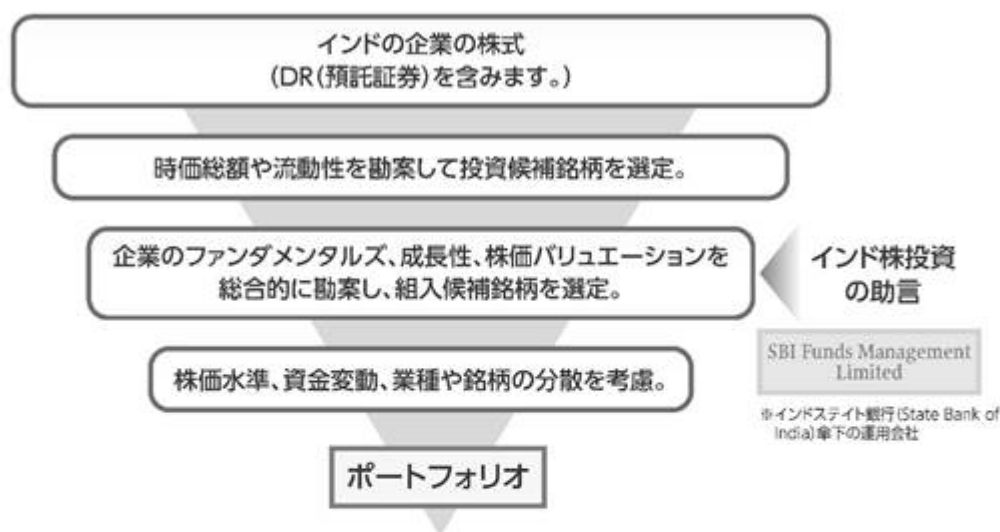 インドの企業の株式
(DR(預託証券)を含みます。)
時価総額や流動性を勘案して投資候補銘柄を選定。
企業のファンダメンタルズ、成長性、株価バリュエーションを
総合的に勘案し、組入候補銘柄を選定。
インド株投資
の助言
SBI Funds Management
Limited
※インドステイト銀行(State Bank of
India)傘下の運用会社
株価水準、資金変動、業種や銘柄の分散を考慮。
ポートフォリオ